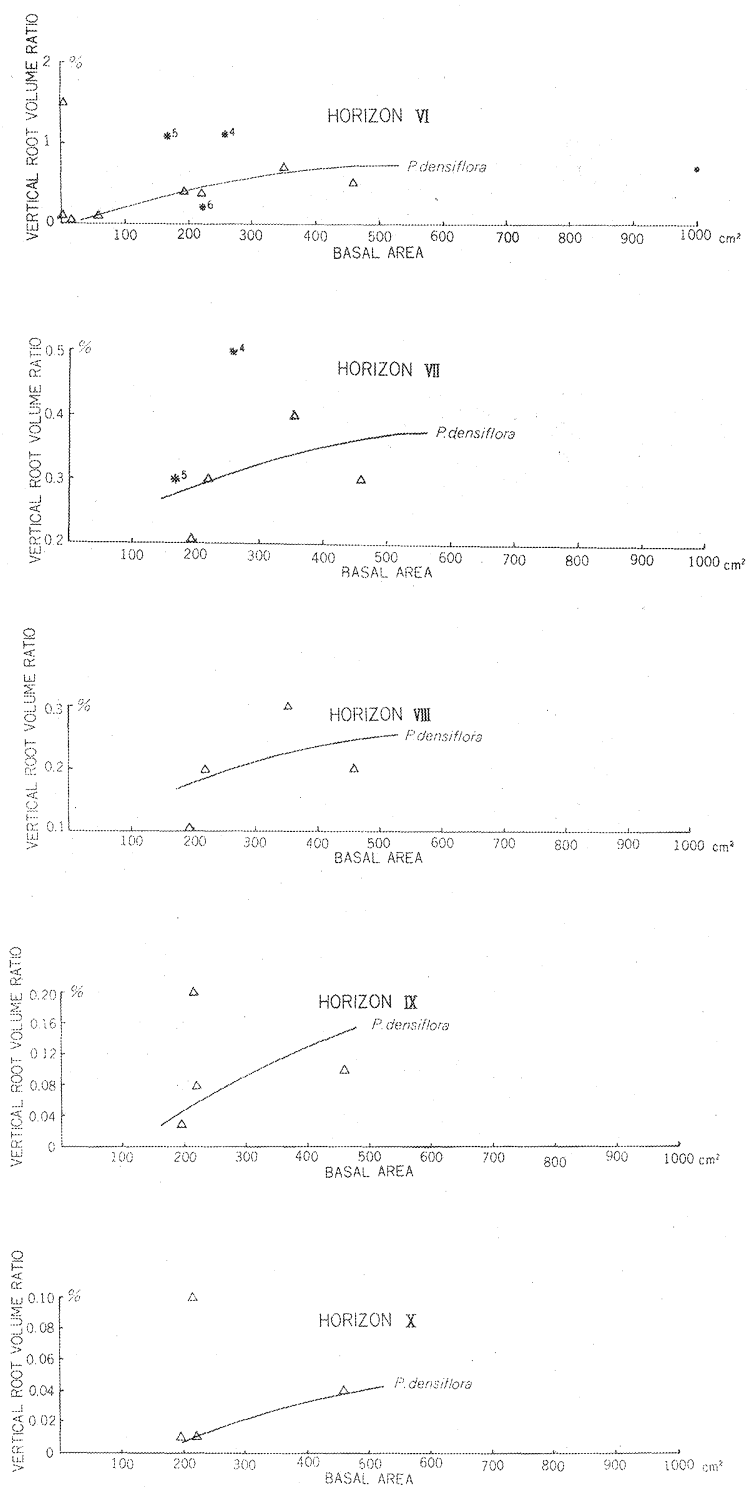 VERTICAL ROOT VOLUME RATIO
2 %
1
0
HORIZON Ⅵ
5
4
6
P. densiflora
100 200 300 400 500 600 700 800 900 1000 cm²
BASAL AREA
VERTICAL ROOT VOLUME RATIO
0.5 %
0.4
0.3
0.2
HORIZON Ⅶ
4
5
P. densiflora
100 200 300 400 500 600 700 800 900 1000 cm²
BASAL AREA
VERTICAL ROOT VOLUME RATIO
0.3 %
0.2
0.1
HORIZON Ⅷ
P. densiflora
100 200 300 400 500 600 700 800 900 1000 cm²
BASAL AREA
VERTICAL ROOT VOLUME RATIO
0.20 %
0.16
0.12
0.08
0.04
0
HORIZON Ⅸ
P. densiflora
100 200 300 400 500 600 700 800 900 1000 cm²
BASAL AREA
VERTICAL ROOT VOLUME RATIO
0.10 %
0.08
0.06
0.04
0.02
0
HORIZON Ⅹ
P. densiflora
100 200 300 400 500 600 700 800 900 1000 cm²
BASAL AREA